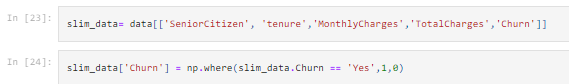 In [23]: slim_data= data[['SeniorCitizen', 'tenure','MonthlyCharges','TotalCharges','Churn']]
In [24]: slim_data['Churn'] = np.where(slim_data.Churn == 'Yes',1,0)